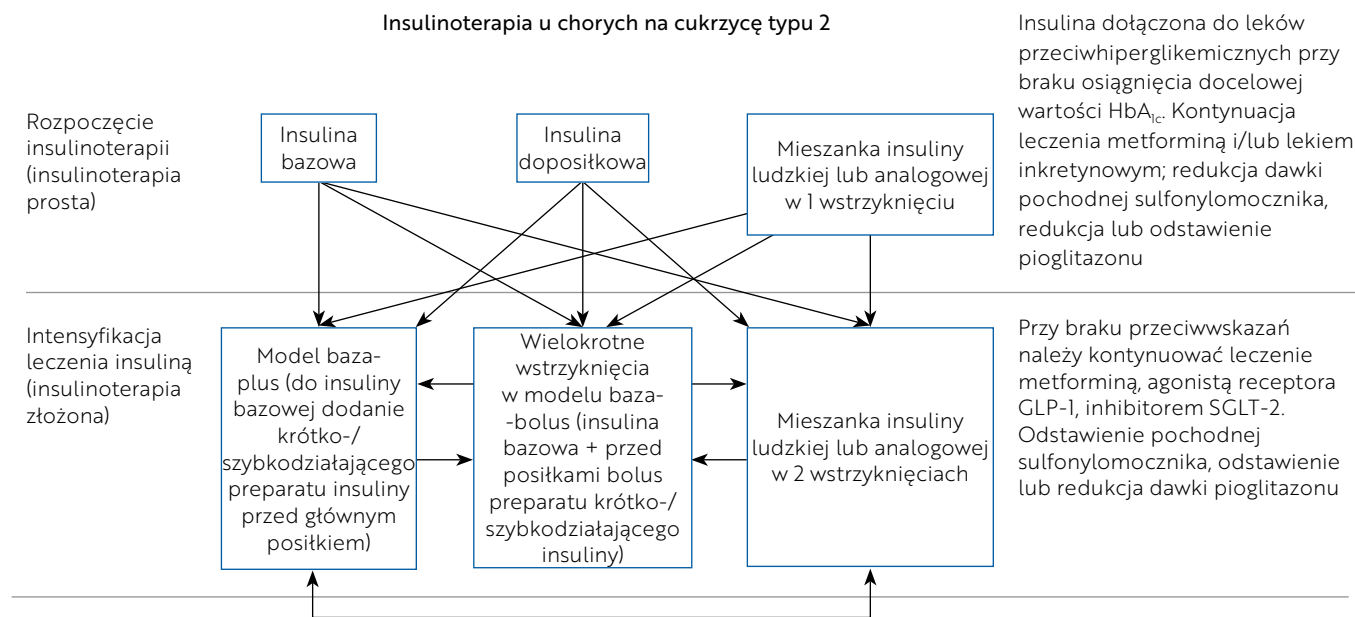 Insulinoterapia u chorych na cukrzycę typu 2
Rozpoczęcie
insulinoterapii
(insulinoterapia
prosta)
Insulina
bazowa
Insulina
doposiłkowa
Mieszanka insuliny
ludzkiej lub analogowej
w 1 wstrzyknięciu
Insulina dołączona do leków
przeciwhiperglikemicznych przy
braku osiągnięcia docelowej
wartości HbA1c. Kontynuacja
leczenia metforminą i/lub lekiem
inkretynowym; redukcja dawki
pochodnej sulfonylomocznika,
redukcja lub odstawienie
pioglitazonu
Intensyfikacja
leczenia insuliną
(insulinoterapia
złożona)
Model baza-
plus (do insuliny
bazowej dodanie
krótko-/
szybkodziałającego
preparatu insuliny
przed głównym
posiłkiem)
Wielokrotne
wstrzyknięcia
w modelu baza-
-bolus (insulina
bazowa + przed
posiłkami bolus
preparatu krótko-/
szybkodziałającego
insuliny)
Mieszanka insuliny
ludzkiej lub analogowej
w 2 wstrzyknięciach
Przy braku przeciwwskazań
należy kontynuować leczenie
metforminą, agonistą receptora
GLP-1, inhibitorem SGLT-2.
Odstawienie pochodnej
sulfonylomocznika, odstawienie
lub redukcja dawki pioglitazonu